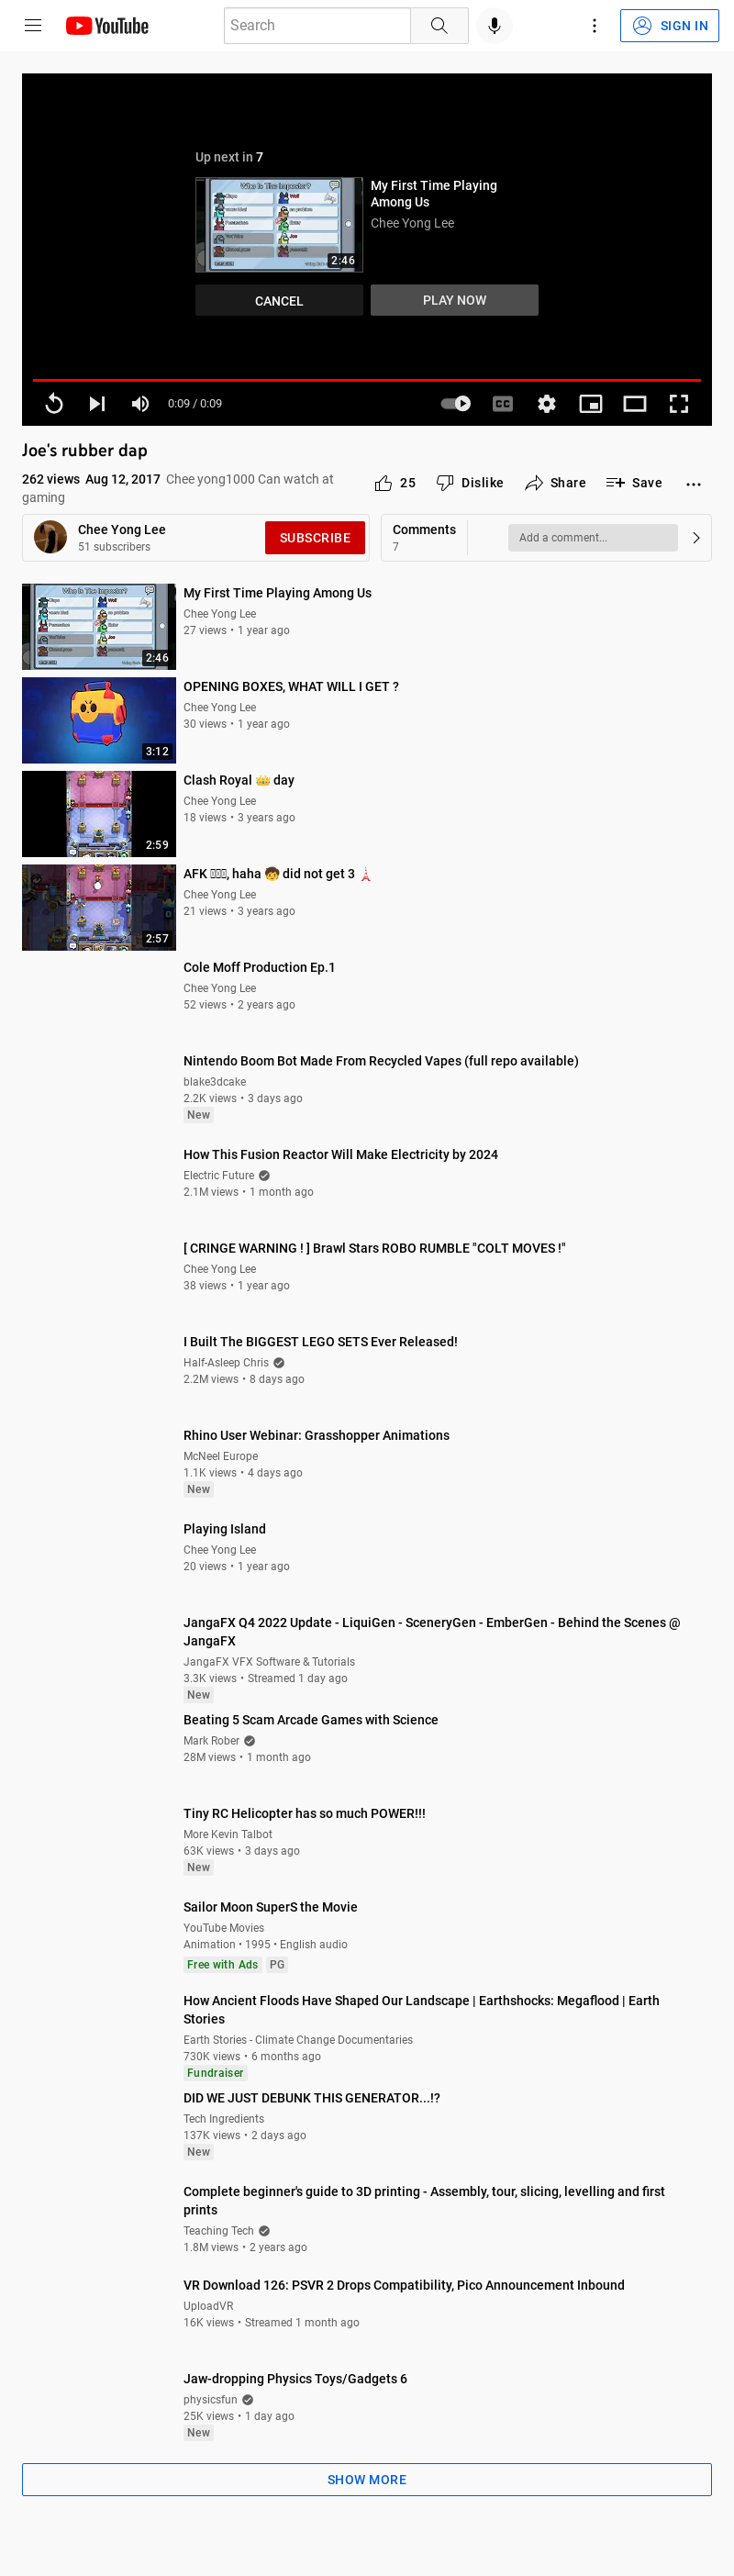 YouTube
Search
SIGN IN
Up next in 7
Who Is The Impostor?
2:46
My First Time Playing
Among Us
Chee Yong Lee
CANCEL
PLAY NOW
0:09 / 0:09
CC
Joe's rubber dap
262 views Aug 12, 2017 Chee yong1000 Can watch at
gaming
25
Dislike
Share
Save
Chee Yong Lee
51 subscribers
SUBSCRIBE
Comments
7
Add a comment...
Who Is The Impostor?
2:46
My First Time Playing Among Us
Chee Yong Lee
27 views • 1 year ago
3:12
OPENING BOXES, WHAT WILL I GET ?
Chee Yong Lee
30 views • 1 year ago
2:59
Clash Royal 👑 day
Chee Yong Lee
18 views • 3 years ago
2:57
AFK , haha 🧒 did not get 3 🗼
Chee Yong Lee
21 views • 3 years ago
Cole Moff Production Ep.1
Chee Yong Lee
52 views • 2 years ago
Nintendo Boom Bot Made From Recycled Vapes (full repo available)
blake3dcake
2.2K views • 3 days ago
New
How This Fusion Reactor Will Make Electricity by 2024
Electric Future
2.1M views • 1 month ago
[ CRINGE WARNING ! ] Brawl Stars ROBO RUMBLE "COLT MOVES !"
Chee Yong Lee
38 views • 1 year ago
I Built The BIGGEST LEGO SETS Ever Released!
Half-Asleep Chris
2.2M views • 8 days ago
Rhino User Webinar: Grasshopper Animations
McNeel Europe
1.1K views • 4 days ago
New
Playing Island
Chee Yong Lee
20 views • 1 year ago
JangaFX Q4 2022 Update - LiquiGen - SceneryGen - EmberGen - Behind the Scenes @
JangaFX
JangaFX VFX Software & Tutorials
3.3K views • Streamed 1 day ago
New
Beating 5 Scam Arcade Games with Science
Mark Rober
28M views • 1 month ago
Tiny RC Helicopter has so much POWER!!!
More Kevin Talbot
63K views • 3 days ago
New
Sailor Moon SuperS the Movie
YouTube Movies
Animation • 1995 • English audio
Free with Ads PG
How Ancient Floods Have Shaped Our Landscape | Earthshocks: Megaflood | Earth
Stories
Earth Stories - Climate Change Documentaries
730K views • 6 months ago
Fundraiser
DID WE JUST DEBUNK THIS GENERATOR...!?
Tech Ingredients
137K views • 2 days ago
New
Complete beginner's guide to 3D printing - Assembly, tour, slicing, levelling and first
prints
Teaching Tech
1.8M views • 2 years ago
VR Download 126: PSVR 2 Drops Compatibility, Pico Announcement Inbound
UploadVR
16K views • Streamed 1 month ago
Jaw-dropping Physics Toys/Gadgets 6
physicsfun
25K views • 1 day ago
New
SHOW MORE